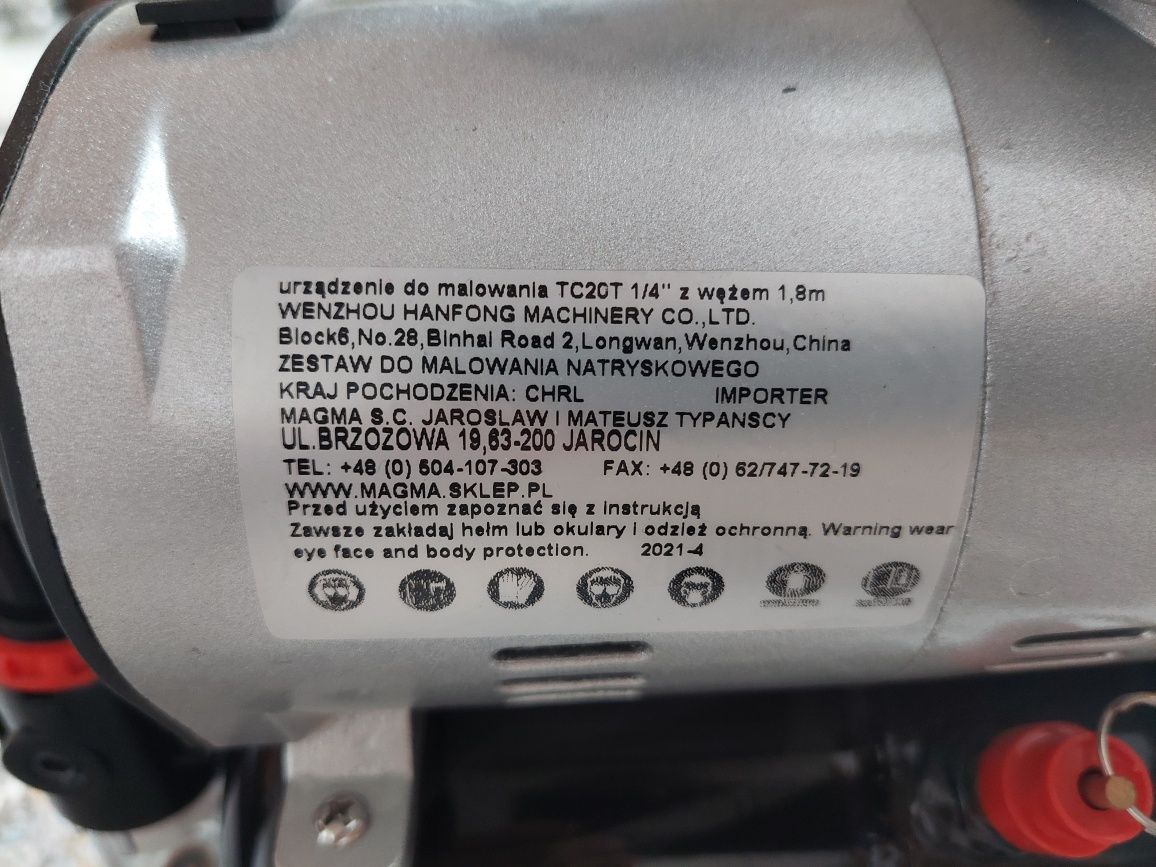 urządzenie do malowania TC20T 1/4" z wężem 1,8m
WENZHOU HANFONG MACHINERY CO.,LTD.
Block6,No.28,Binhai Road 2,Longwan,Wenzhou,China
ZESTAW DO MALOWANIA NATRYSKOWEGO
KRAJ POCHODZENIA: CHRL IMPORTER
MAGMA S.C. JAROSLAW I MATEUSZ TYPANSCY
UL.BRZOZOWA 19,63-200 JAROCIN
TEL: +48 (0) 504-107-303 FAX: +48 (0) 62/747-72-19
WWW.MAGMA.SKLEP.PL
Przed użyciem zapoznać się z instrukcją
Zawsze zakładaj hełm lub okulary i odzież ochronną. Warning wear
eye face and body protection. 2021-4